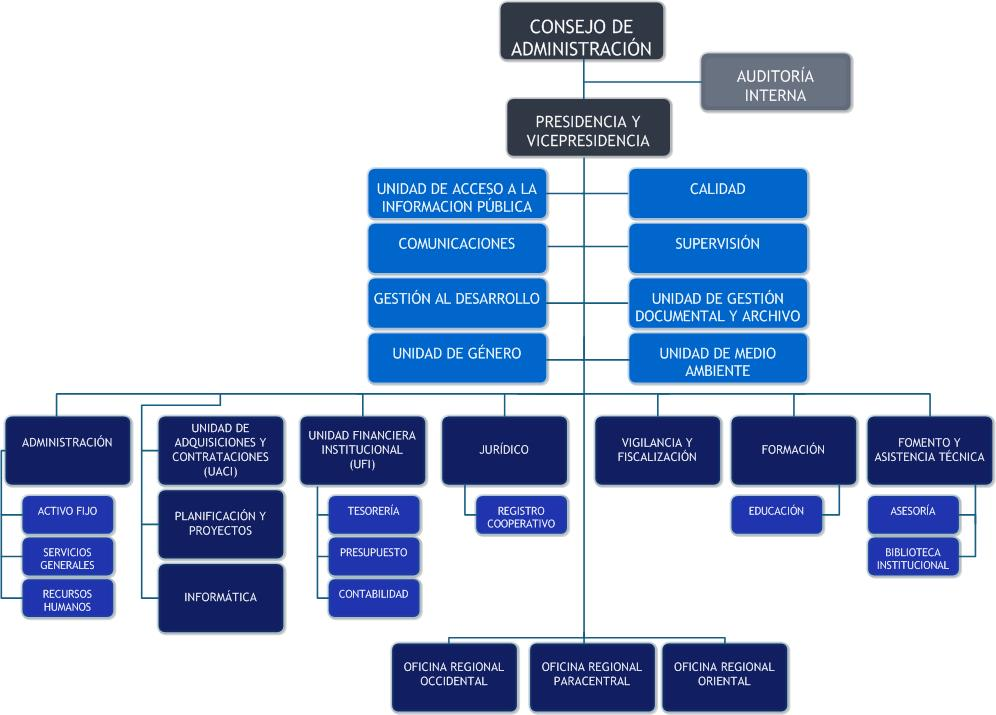 CONSEJO DE
ADMINISTRACIÓN
AUDITORÍA
INTERNA
PRESIDENCIA Y
VICEPRESIDENCIA
UNIDAD DE ACCESO A LA
INFORMACION PÚBLICA
CALIDAD
COMUNICACIONES
SUPERVISIÓN
GESTIÓN AL DESARROLLO
UNIDAD DE GESTIÓN
DOCUMENTAL Y ARCHIVO
UNIDAD DE GÉNERO
UNIDAD DE MEDIO
AMBIENTE
ADMINISTRACIÓN
ACTIVO FIJO
SERVICIOS
GENERALES
RECURSOS
HUMANOS
UNIDAD DE
ADQUISICIONES Y
CONTRATACIONES
(UACI)
PLANIFICACIÓN Y
PROYECTOS
INFORMÁTICA
UNIDAD FINANCIERA
INSTITUCIONAL
(UFI)
TESORERÍA
PRESUPUESTO
CONTABILIDAD
JURÍDICO
REGISTRO
COOPERATIVO
VIGILANCIA Y
FISCALIZACIÓN
FORMACIÓN
EDUCACIÓN
FOMENTO Y
ASISTENCIA TÉCNICA
ASESORÍA
BIBLIOTECA
INSTITUCIONAL
OFICINA REGIONAL
OCCIDENTAL
OFICINA REGIONAL
PARACENTRAL
OFICINA REGIONAL
ORIENTAL